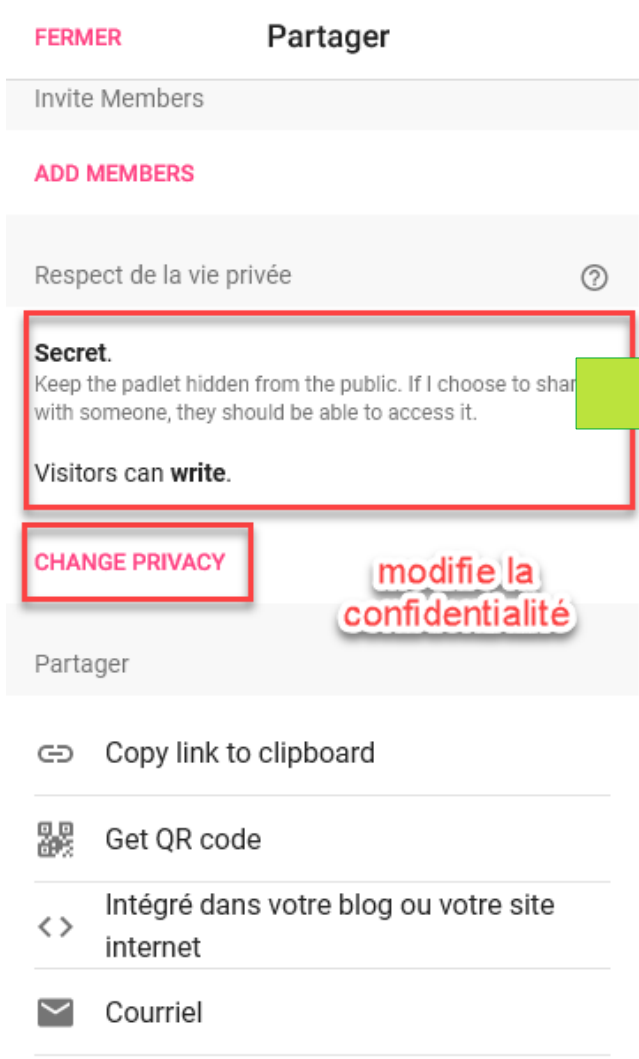 FERMER Partager
Invite Members
ADD MEMBERS
Respect de la vie privée
Secret.
Keep the padlet hidden from the public. If I choose to
with someone, they should be able to access it.
Visitors can write.
CHANGE PRIVACY
modifie la
confidentialité
Partager
Copy link to clipboard
Get QR code
Intégré dans votre blog ou votre site
internet
Courriel